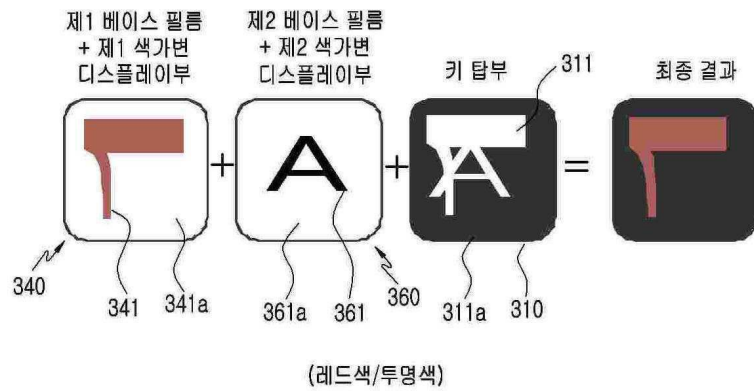 제1 베이스 필름
+ 제1 색가변
디스플레이부
제2 베이스 필름
+ 제2 색가변
디스플레이부
키 탑부
311
최종 결과
A
+
+
A
=
340
341
341a
361a
361
360
311a
310
(레드색/투명색)